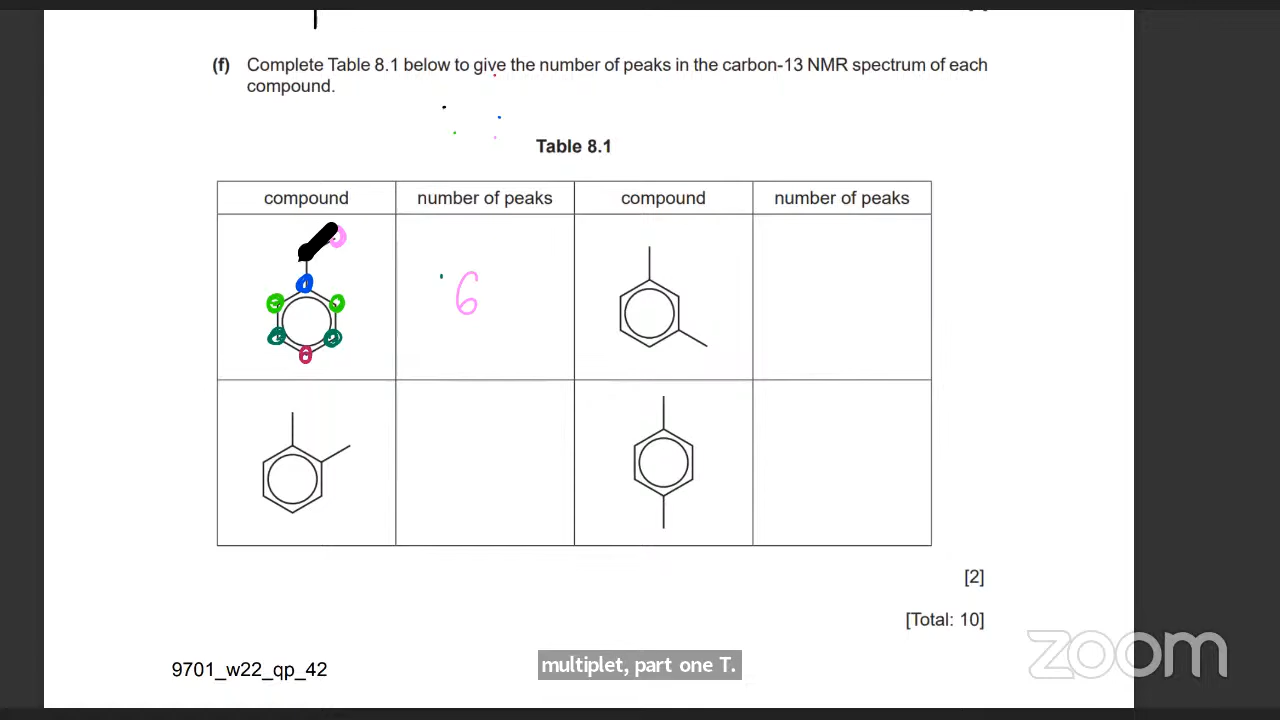 (f) Complete Table 8.1 below to give the number of peaks in the carbon-13 NMR spectrum of each
compound.
Table 8.1
compound number of peaks compound number of peaks
6
[2]
[Total: 10]
9701_w22_qp_42
multiplet, part one T.
zoom